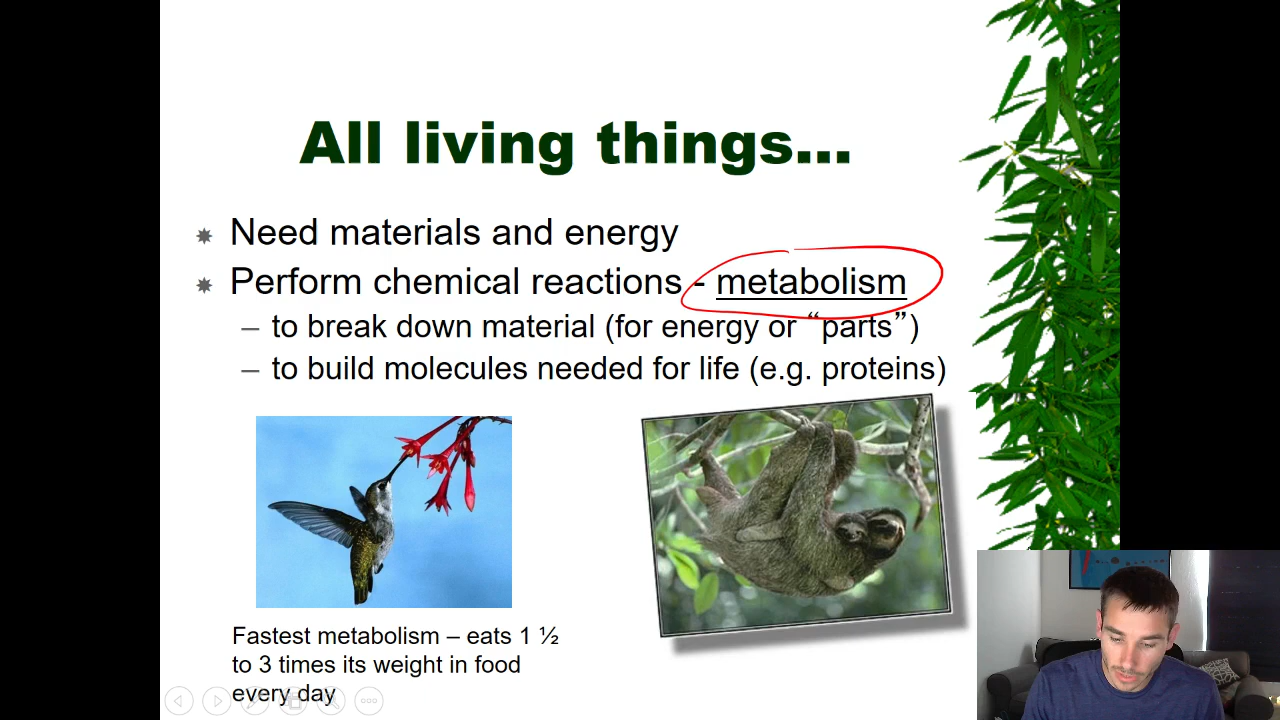 All living things...
Need materials and energy
Perform chemical reactions - metabolism
– to break down material (for energy or “parts”)
– to build molecules needed for life (e.g. proteins)
Fastest metabolism – eats 1 ½
to 3 times its weight in food
every day